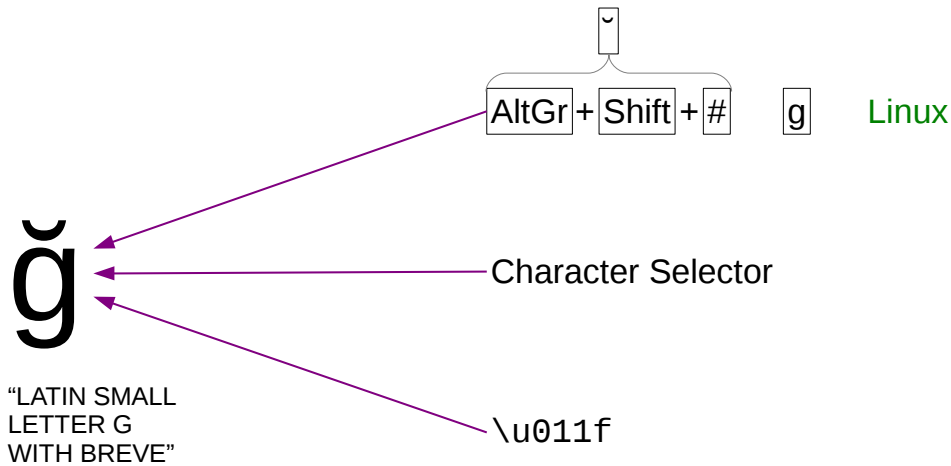 ˘
AltGr + Shift + # g Linux
ğ
Character Selector
“LATIN SMALL
LETTER G
WITH BREVE”
\u011f